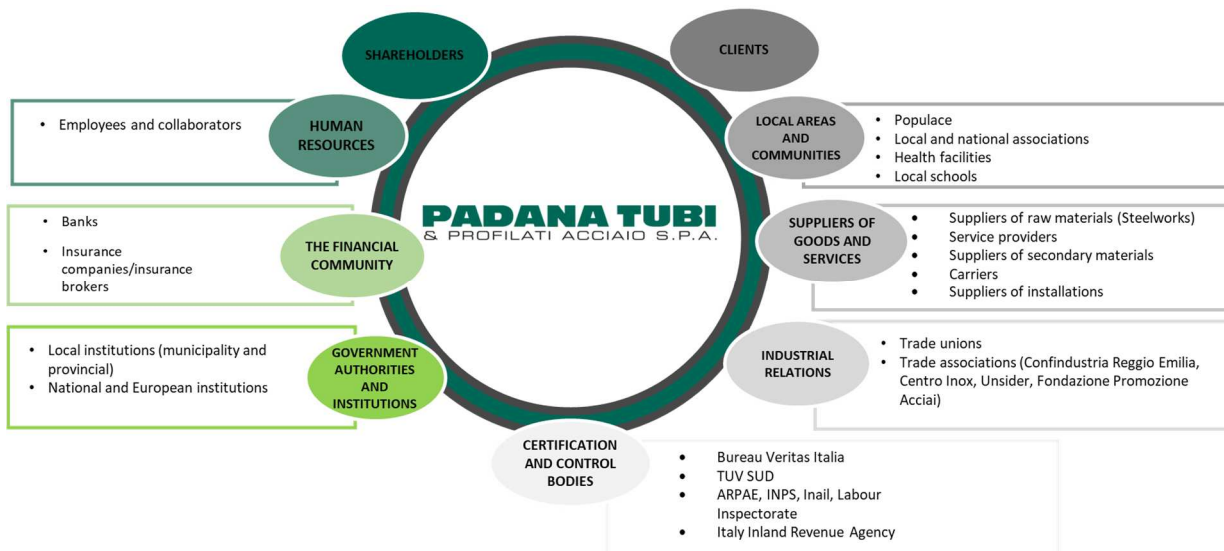 SHAREHOLDERS
CLIENTS
HUMAN
RESOURCES
• Employees and collaborators
LOCAL AREAS
AND
COMMUNITIES
• Populace
• Local and national associations
• Health facilities
• Local schools
PADANA TUBI
& PROFILATI ACCIAIO S.P.A.
THE FINANCIAL
COMMUNITY
• Banks
• Insurance
companies/insurance
brokers
SUPPLIERS OF
GOODS AND
SERVICES
• Suppliers of raw materials (Steelworks)
• Service providers
• Suppliers of secondary materials
• Carriers
• Suppliers of installations
GOVERNMENT
AUTHORITIES
AND
INSTITUTIONS
• Local institutions (municipality and
provincial)
• National and European institutions
INDUSTRIAL
RELATIONS
• Trade unions
• Trade associations (Confindustria Reggio Emilia,
Centro Inox, Unsider, Fondazione Promozione
Acciai)
CERTIFICATION
AND CONTROL
BODIES
• Bureau Veritas Italia
• TUV SUD
• ARPAE, INPS, Inail, Labour
Inspectorate
• Italy Inland Revenue Agency